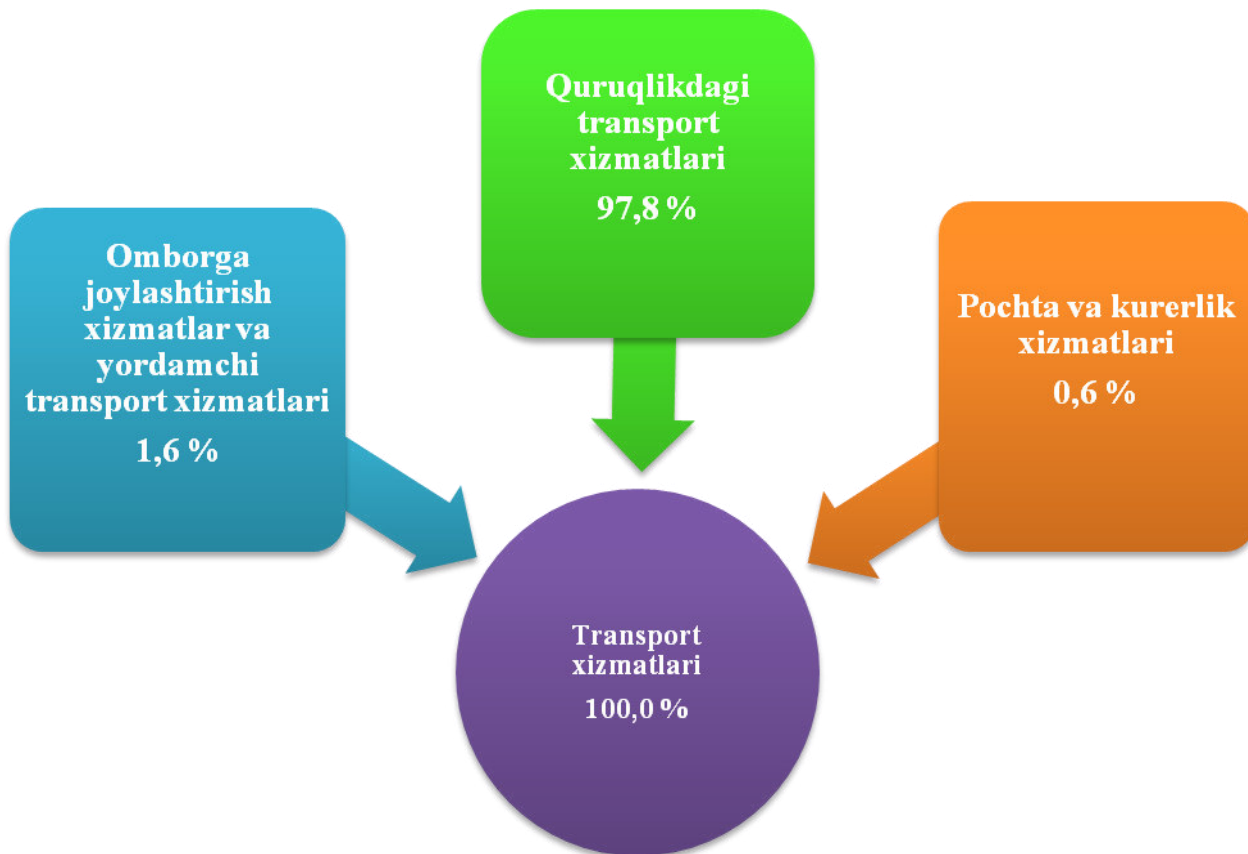 Quruqlikdagi
transport
xizmatlari
97,8 %
Omborga
joylashtirish
xizmatlar va
yordamchi
transport xizmatlari
1,6 %
Pochta va kurerlik
xizmatlari
0,6 %
Transport
xizmatlari
100,0 %